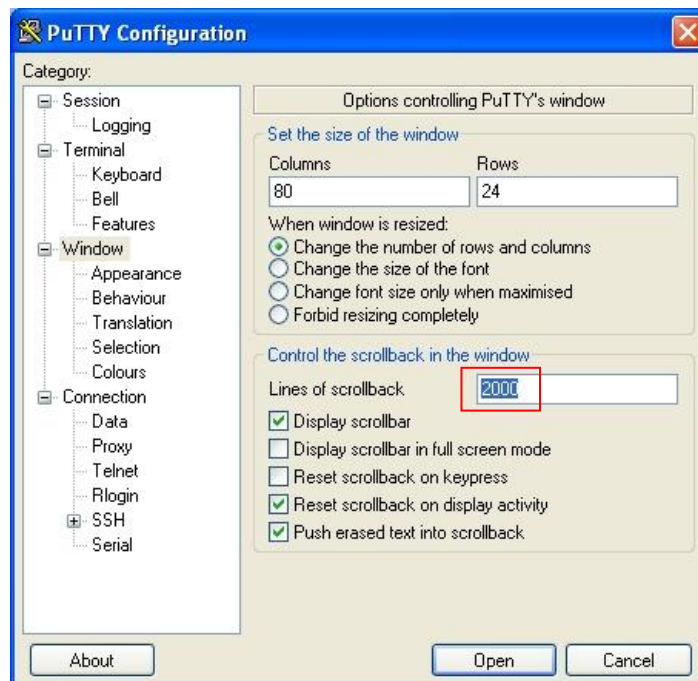 PuTTY Configuration
Category:
Session
Logging
Terminal
Keyboard
Bell
Features
Window
Appearance
Behaviour
Translation
Selection
Colours
Connection
Data
Proxy
Telnet
Rlogin
SSH
Serial
Options controlling PuTTY's window
Set the size of the window
Columns Rows
80 24
When window is resized:
Change the number of rows and columns
Change the size of the font
Change font size only when maximised
Forbid resizing completely
Control the scrollback in the window
Lines of scrollback 2000
Display scrollbar
Display scrollbar in full screen mode
Reset scrollback on keypress
Reset scrollback on display activity
Push erased text into scrollback
About Open Cancel